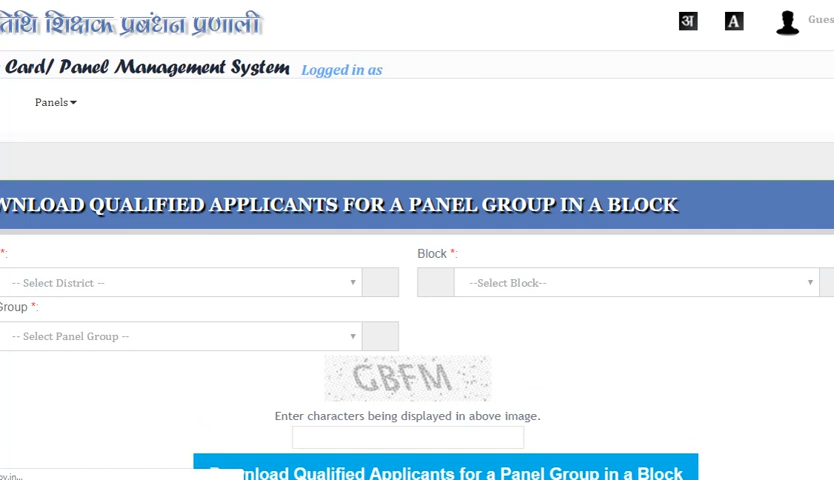 तिथि शिक्षक प्रबंधन प्रणाली
अ A Gues
Card/ Panel Management System Logged in as
Panels
WNLOAD QUALIFIED APPLICANTS FOR A PANEL GROUP IN A BLOCK
*: Block *:
-- Select District -- --Select Block--
Group *:
-- Select Panel Group --
GBFM
Enter characters being displayed in above image.
nload Qualified Applicants for a Panel Group in a Block
ov.in...